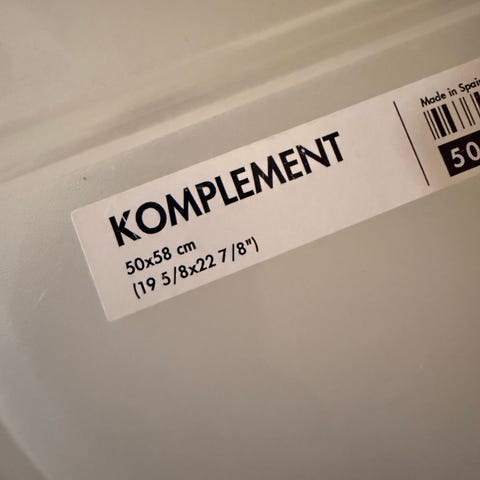 KOMPLEMENT
50x58 cm
(19 5/8x22 7/8")
Made in Spain
50